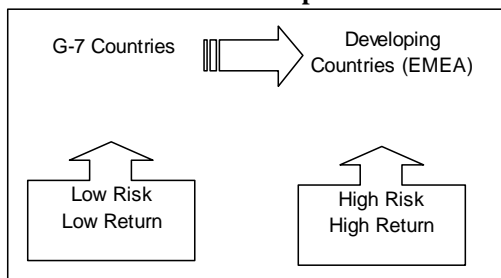 G-7 Countries
Developing
Countries (EMEA)
Low Risk
Low Return
High Risk
High Return